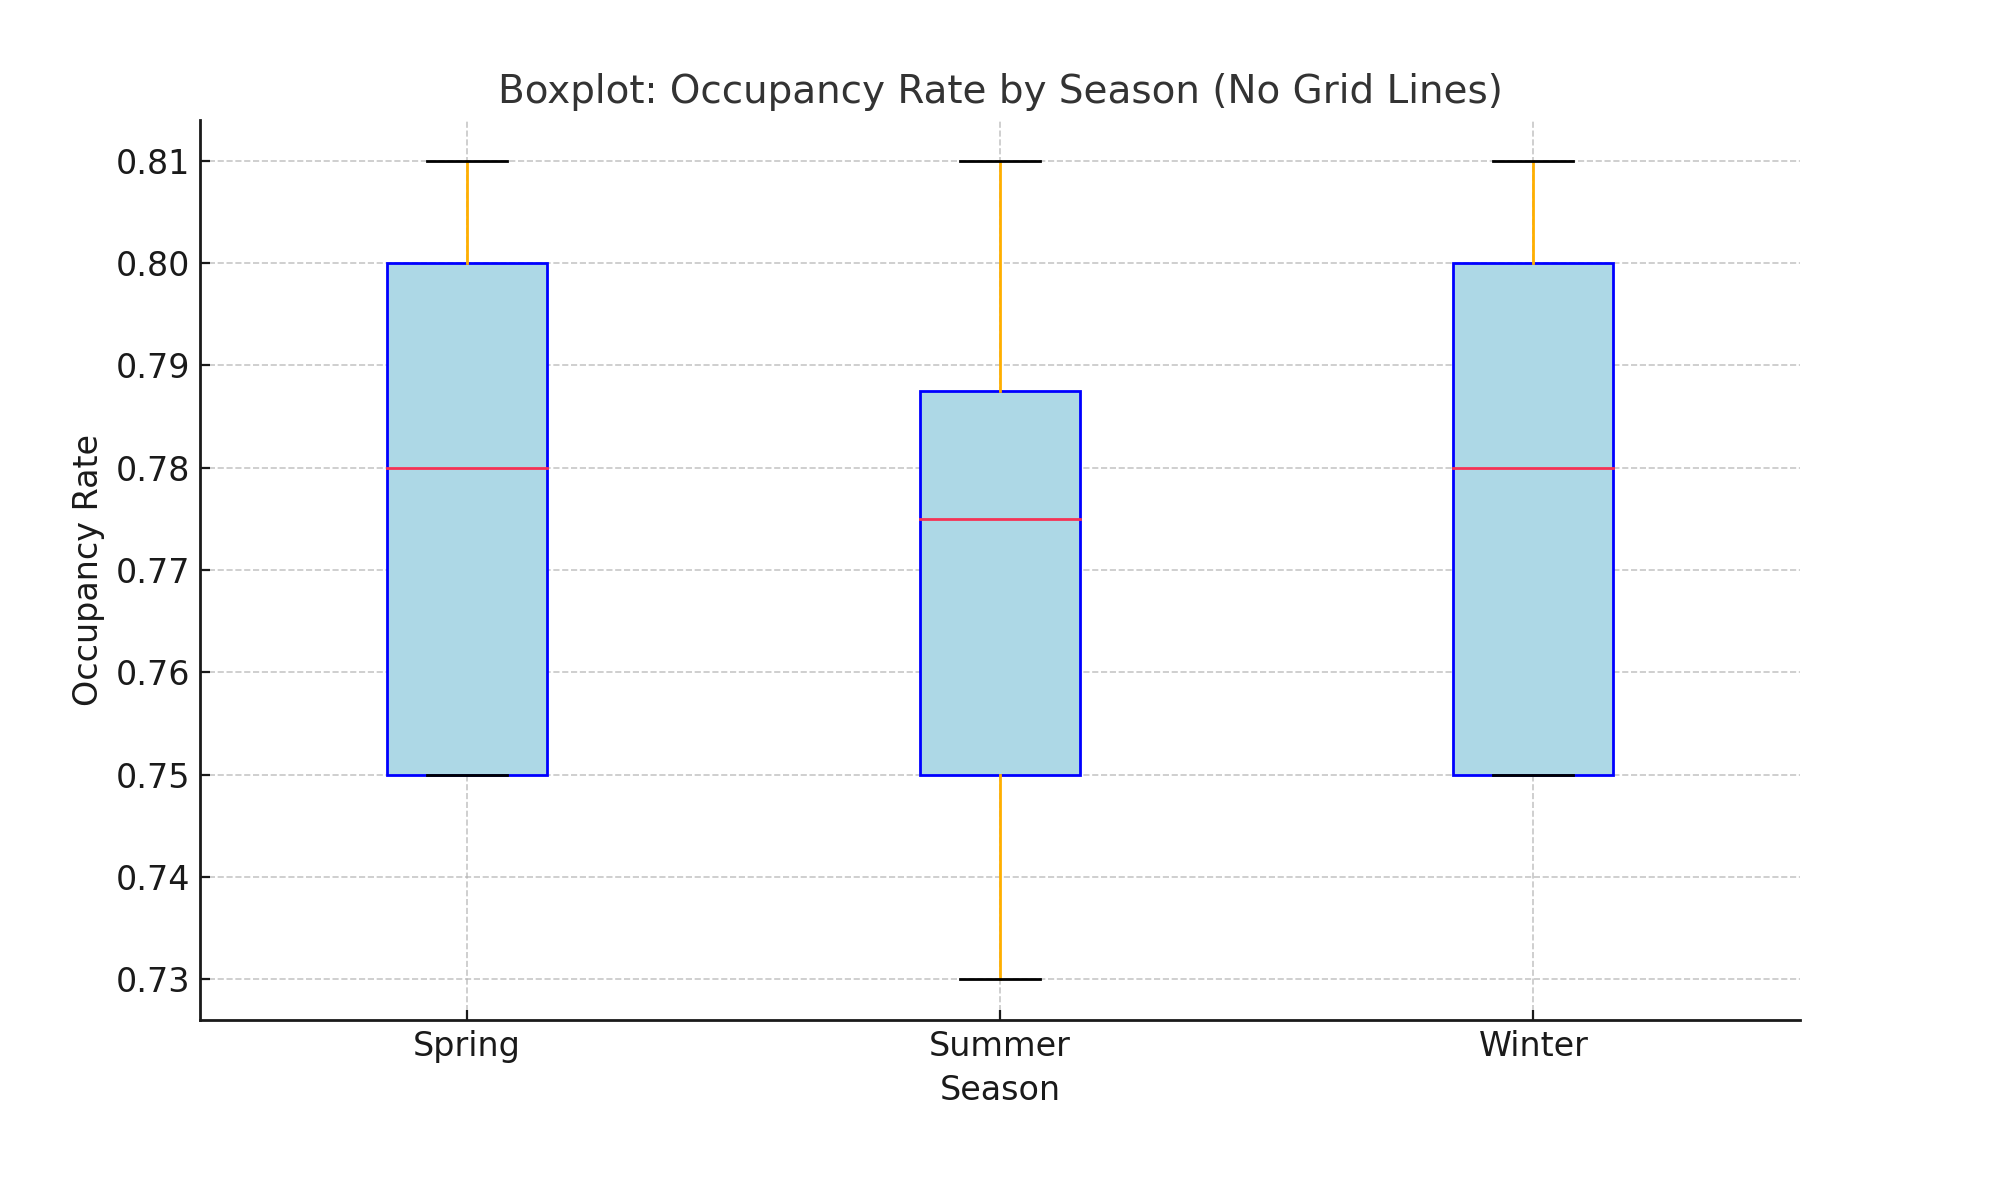 Boxplot: Occupancy Rate by Season (No Grid Lines)
Occupancy Rate
0.81
0.80
0.79
0.78
0.77
0.76
0.75
0.74
0.73
Spring Summer Winter
Season